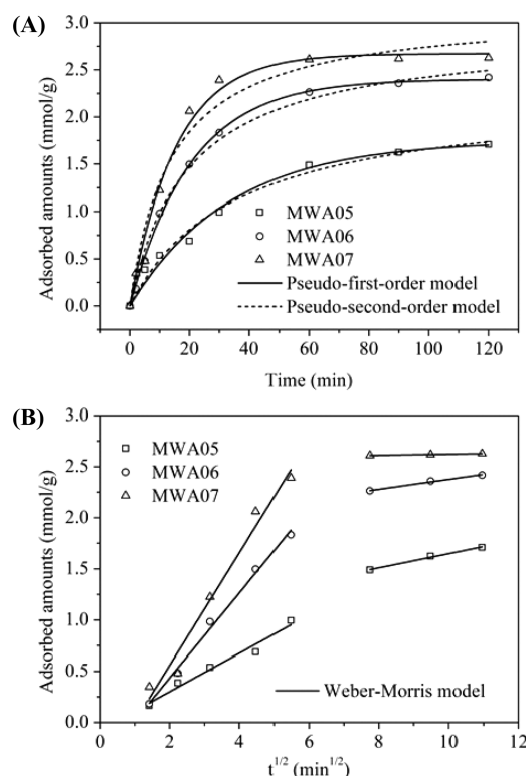 (A)
3.0
2.5
2.0
1.5
1.0
0.5
0.0
Adsorbed amounts (mmol/g)
MWA05
MWA06
MWA07
Pseudo-first-order model
Pseudo-second-order model
0 20 40 60 80 100 120
Time (min)
(B)
3.0
2.5
2.0
1.5
1.0
0.5
0.0
Adsorbed amounts (mmol/g)
MWA05
MWA06
MWA07
Weber-Morris model
0 2 4 6 8 10 12
t^1/2 (min^1/2)